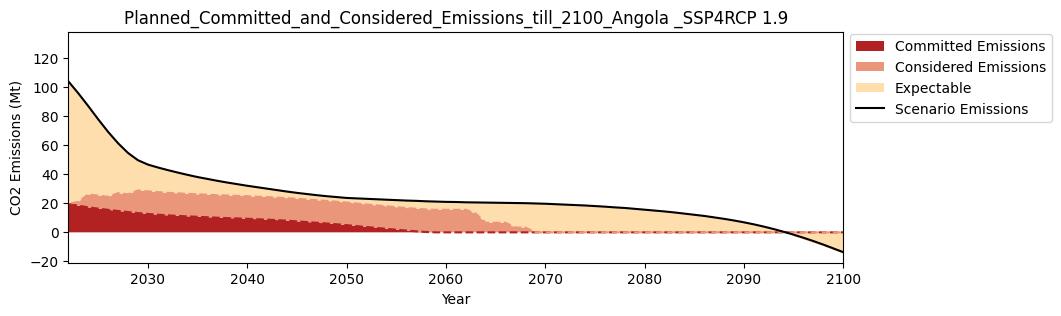 Planned_Committed_and_Considered_Emissions_till_2100_Angola _SSP4RCP 1.9
Committed Emissions
Considered Emissions
Expectable
Scenario Emissions
CO2 Emissions (Mt)
120
100
80
60
40
20
0
−20
2030
2040
2050
2060
2070
2080
2090
2100
Year